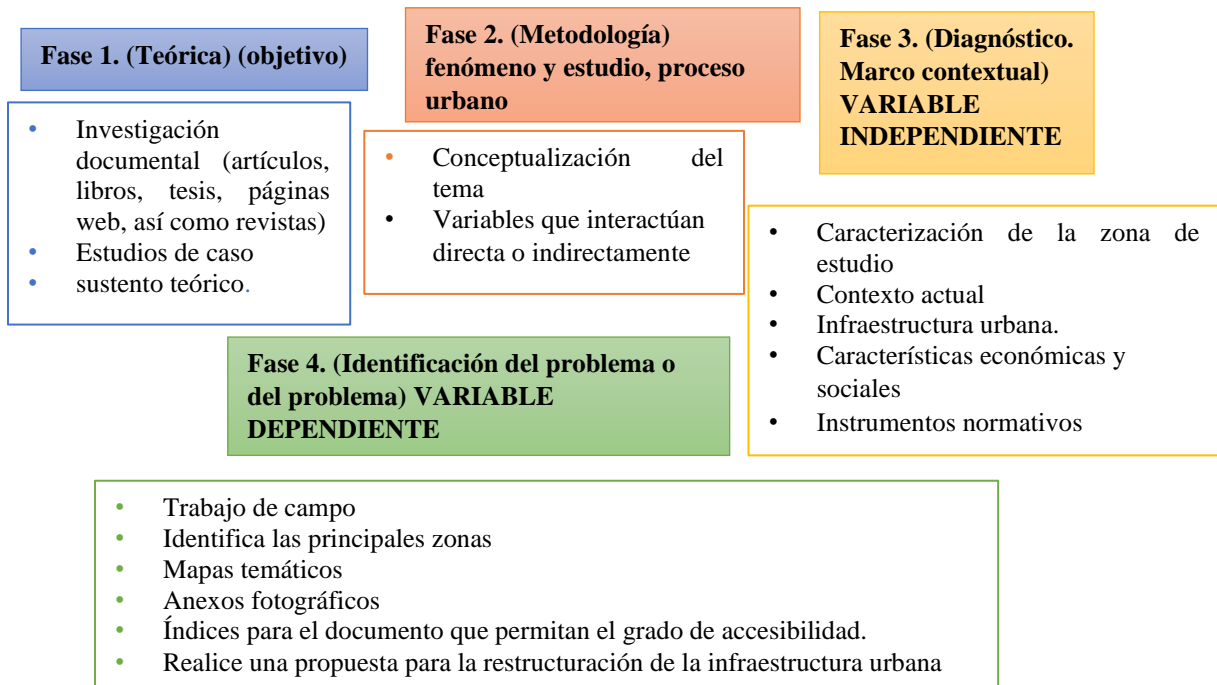 Fase 1. (Teórica) (objetivo)
• Investigación
documental (artículos,
libros, tesis, páginas
web, así como revistas)
• Estudios de caso
• sustento teórico.
Fase 2. (Metodología)
fenómeno y estudio, proceso
urbano
• Conceptualización del
tema
• Variables que interactúan
directa o indirectamente
Fase 3. (Diagnóstico.
Marco contextual)
VARIABLE
INDEPENDIENTE
• Caracterización de la zona de
estudio
• Contexto actual
• Infraestructura urbana.
• Características económicas y
sociales
• Instrumentos normativos
Fase 4. (Identificación del problema o
del problema) VARIABLE
DEPENDIENTE
• Trabajo de campo
• Identifica las principales zonas
• Mapas temáticos
• Anexos fotográficos
• Índices para el documento que permitan el grado de accesibilidad.
• Realice una propuesta para la restructuración de la infraestructura urbana